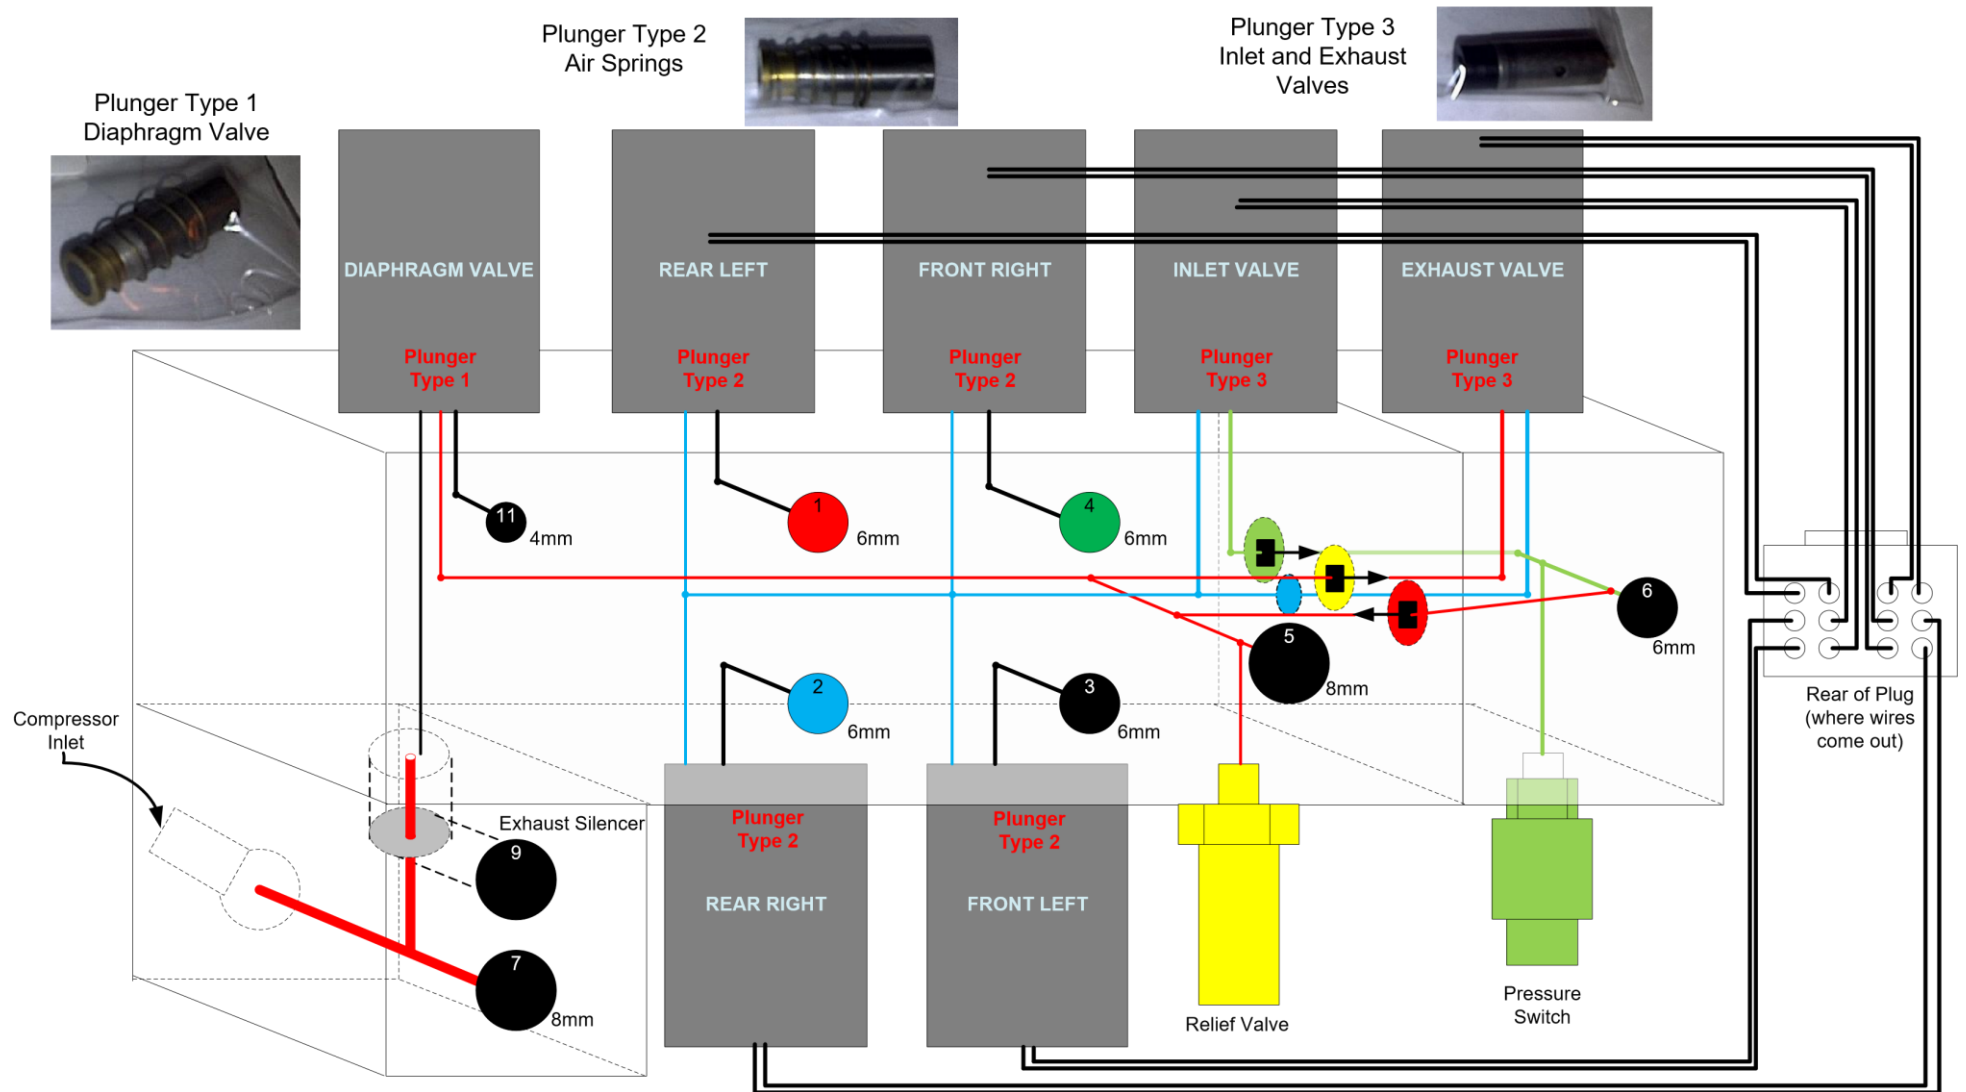 Plunger Type 1
Diaphragm Valve
Plunger Type 2
Air Springs
Plunger Type 3
Inlet and Exhaust
Valves
DIAPHRAGM VALVE
Plunger
Type 1
REAR LEFT
Plunger
Type 2
FRONT RIGHT
Plunger
Type 2
INLET VALVE
Plunger
Type 3
EXHAUST VALVE
Plunger
Type 3
11
4mm
1
6mm
4
6mm
5
8mm
6
6mm
2
6mm
3
6mm
Rear of Plug
(where wires
come out)
Compressor
Inlet
Exhaust Silencer
9
7
8mm
Plunger
Type 2
REAR RIGHT
Plunger
Type 2
FRONT LEFT
Relief Valve
Pressure
Switch